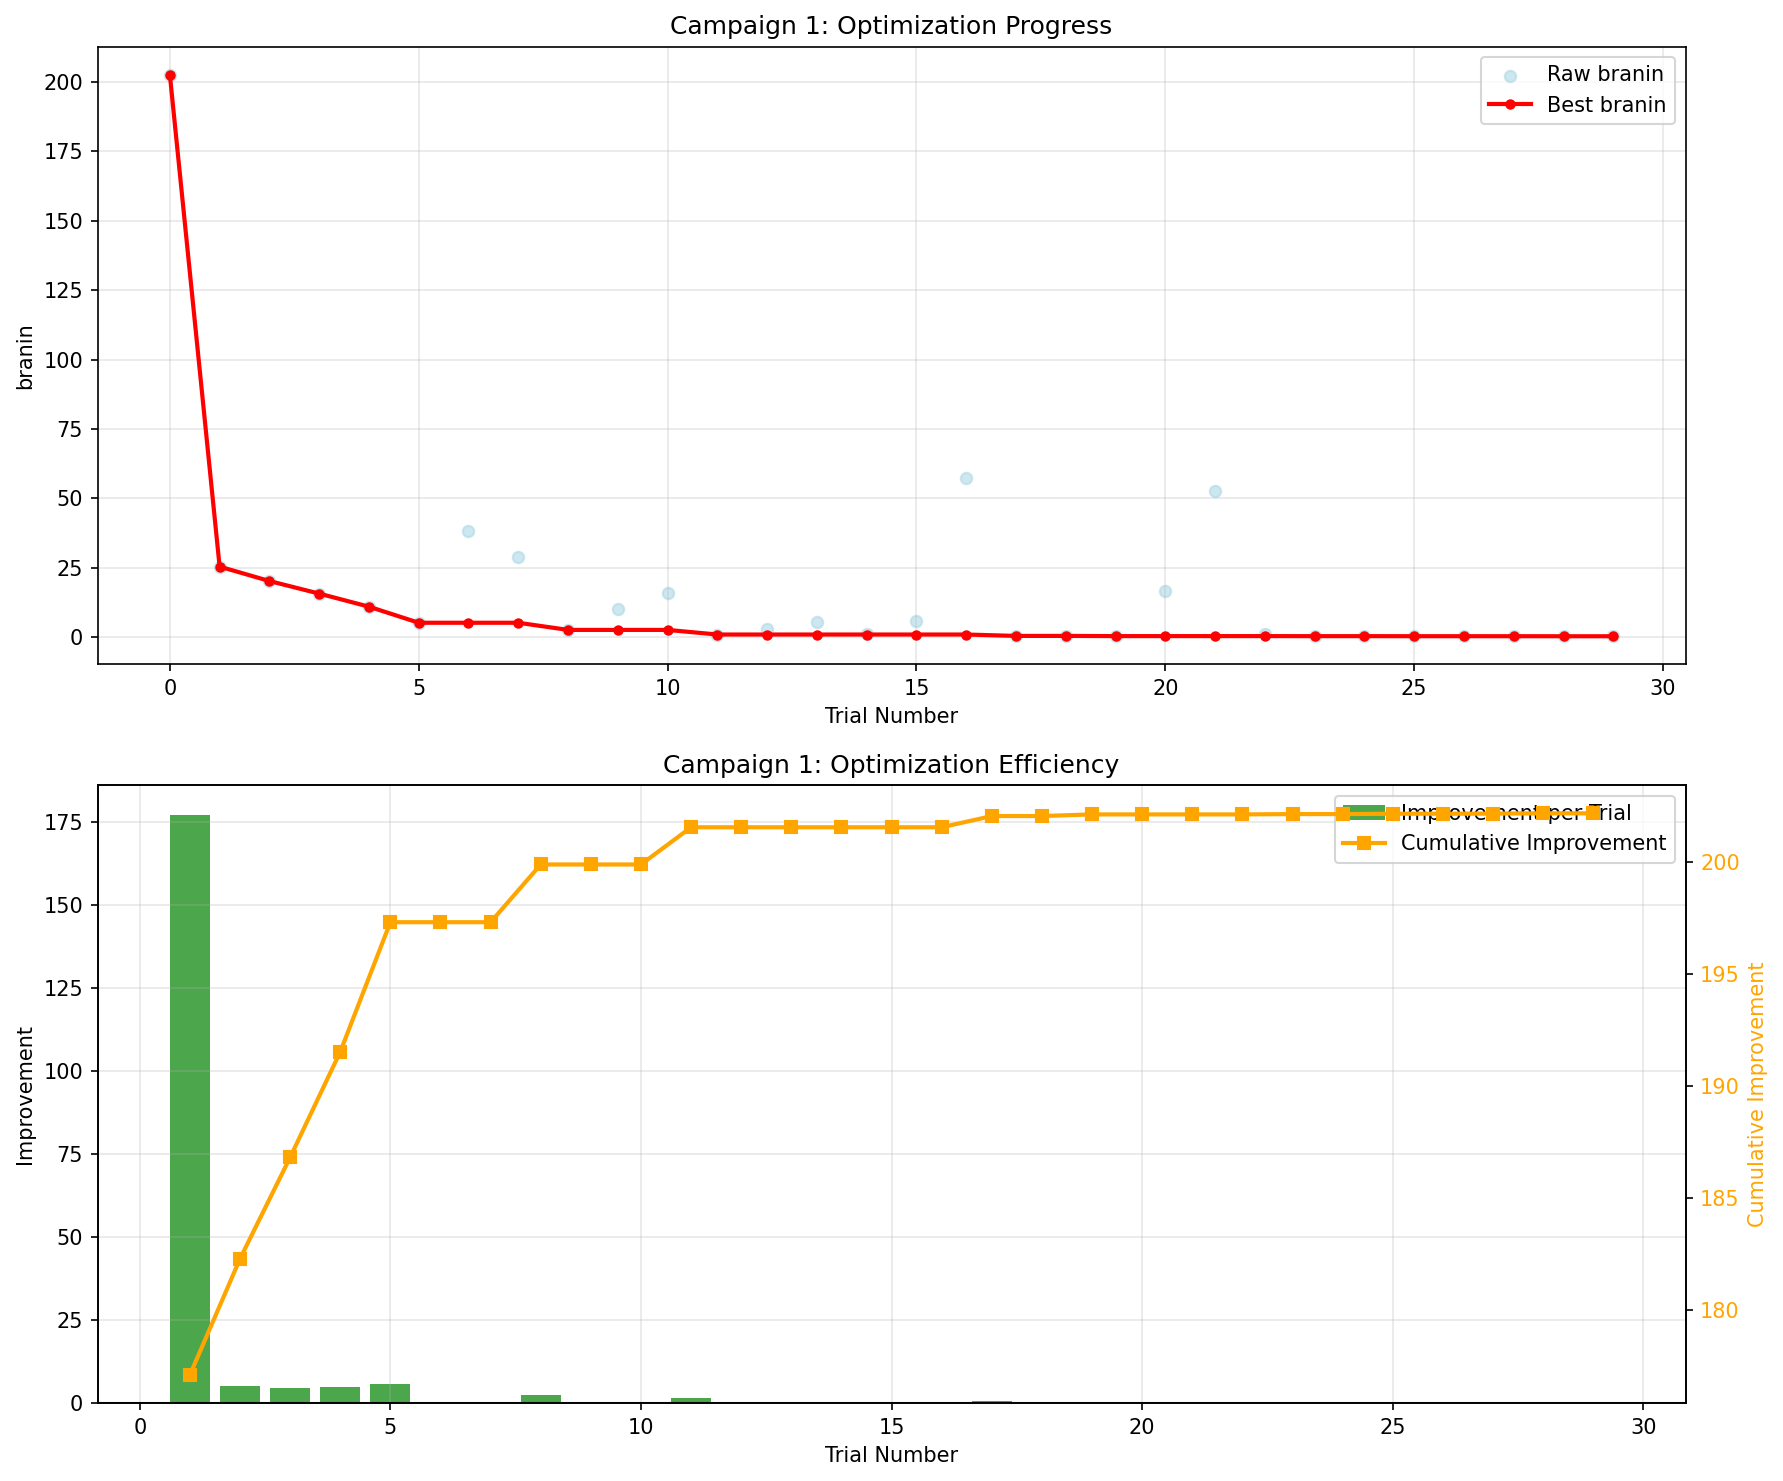 Campaign 1: Optimization Progress
Raw branin
Best branin
200
175
150
125
100
75
50
25
0
branin
0 5 10 15 20 25 30
Trial Number
Campaign 1: Optimization Efficiency
Improvement per Trial
Cumulative Improvement
175
150
125
100
75
50
25
0
Improvement
200
195
190
185
180
Cumulative Improvement
0 5 10 15 20 25 30
Trial Number